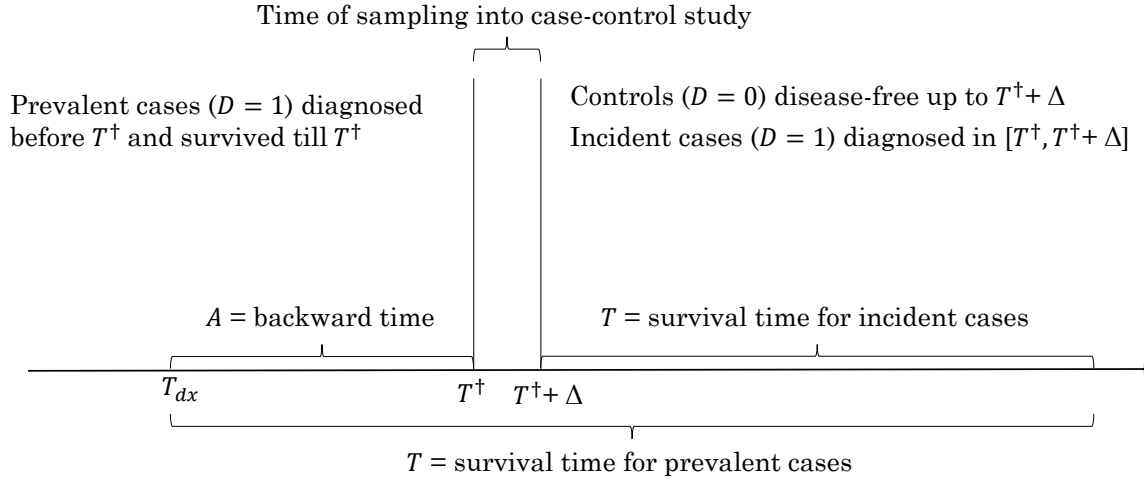 Time of sampling into case-control study
Prevalent cases (D = 1) diagnosed
before T† and survived till T†
Controls (D = 0) disease-free up to T†+ Δ
Incident cases (D = 1) diagnosed in [T†, T†+ Δ]
A = backward time
T = survival time for incident cases
T_dx
T†
T†+ Δ
T = survival time for prevalent cases